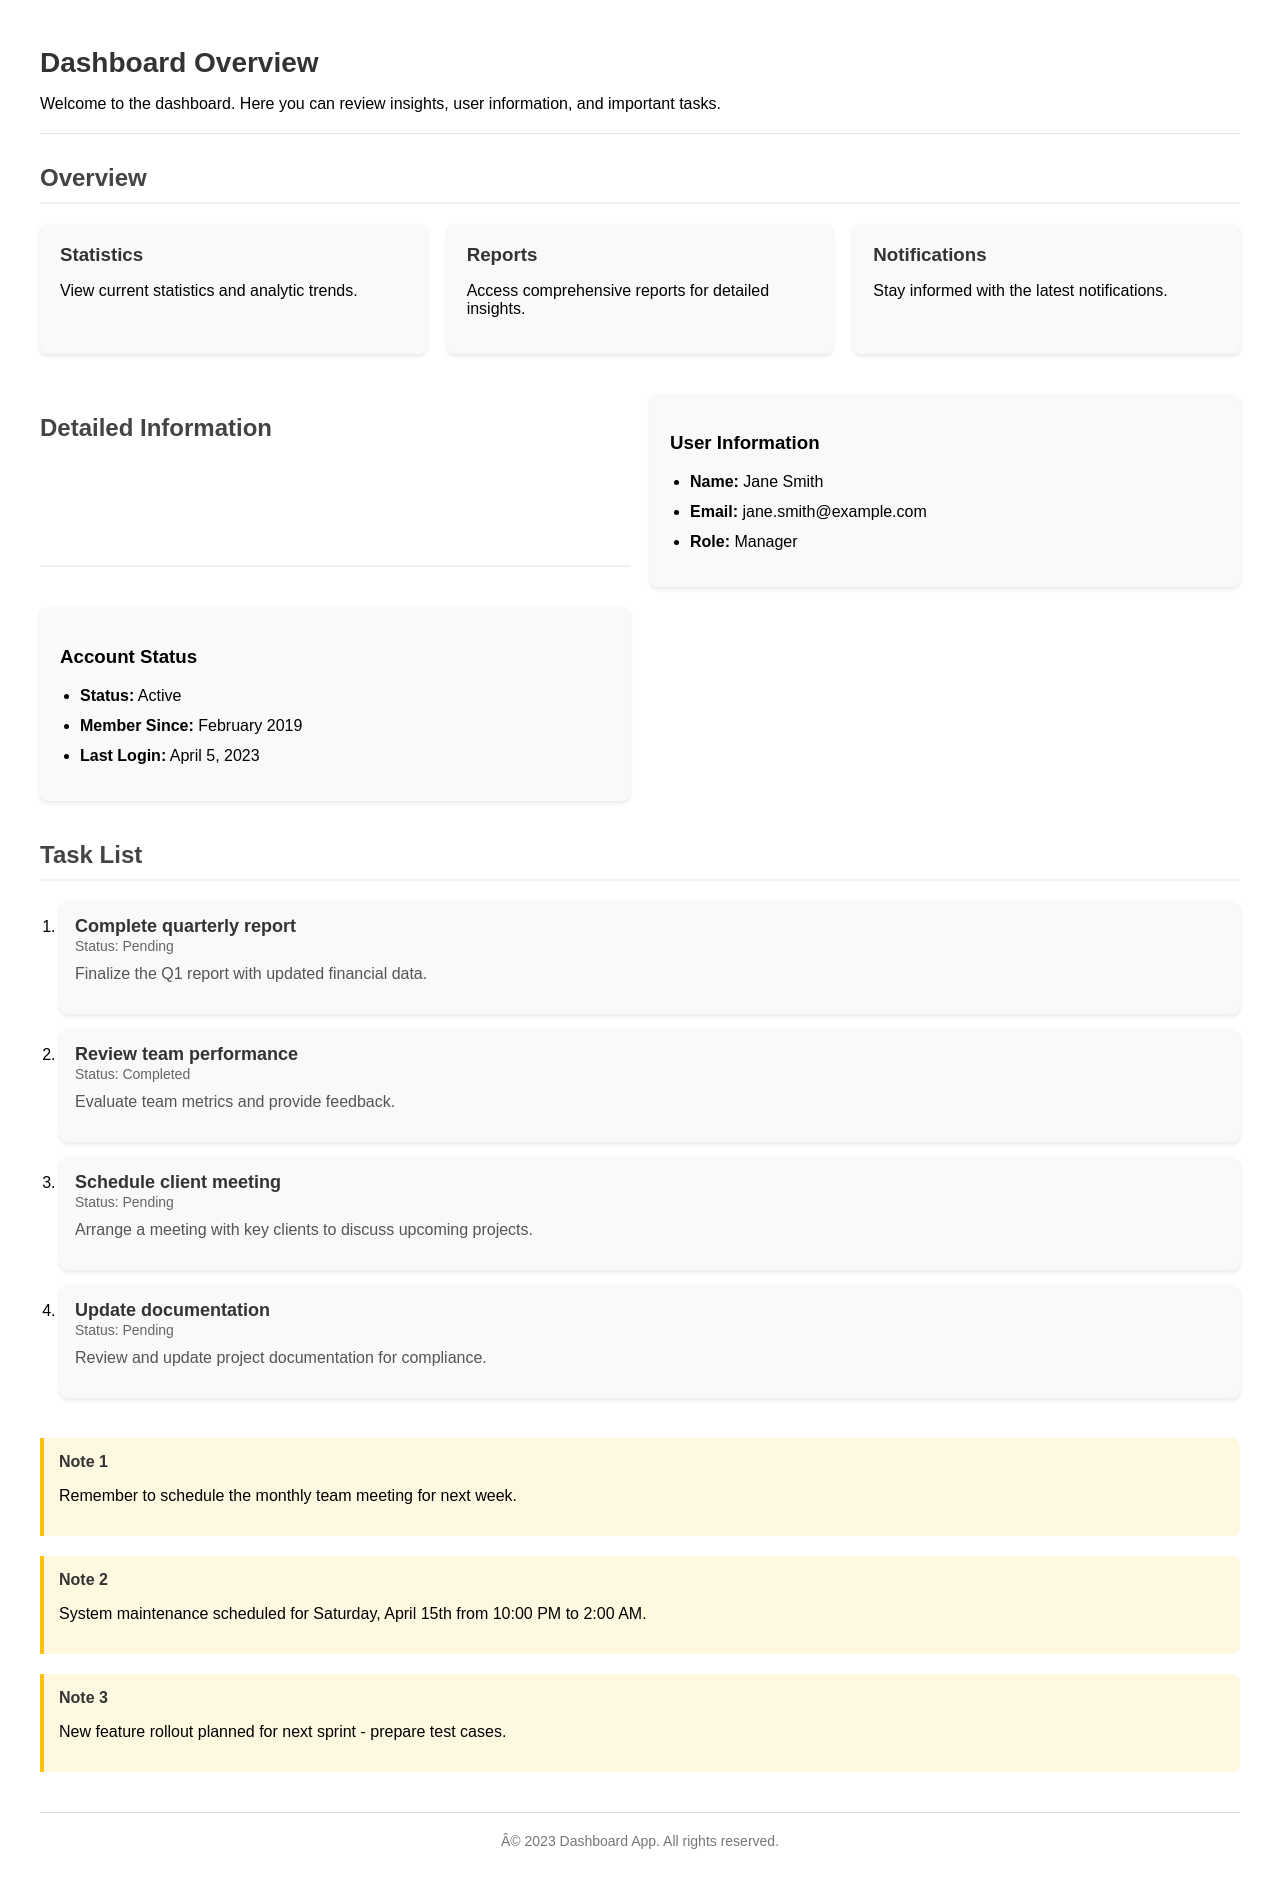 Dashboard Overview
Welcome to the dashboard. Here you can review insights, user information, and important tasks.
Overview
Statistics
View current statistics and analytic trends.
Reports
Access comprehensive reports for detailed
insights.
Notifications
Stay informed with the latest notifications.
Detailed Information
User Information
• Name: Jane Smith
• Email: jane.smith@example.com
• Role: Manager
Account Status
• Status: Active
• Member Since: February 2019
• Last Login: April 5, 2023
Task List
1. Complete quarterly report
Status: Pending
Finalize the Q1 report with updated financial data.
2. Review team performance
Status: Completed
Evaluate team metrics and provide feedback.
3. Schedule client meeting
Status: Pending
Arrange a meeting with key clients to discuss upcoming projects.
4. Update documentation
Status: Pending
Review and update project documentation for compliance.
Note 1
Remember to schedule the monthly team meeting for next week.
Note 2
System maintenance scheduled for Saturday, April 15th from 10:00 PM to 2:00 AM.
Note 3
New feature rollout planned for next sprint - prepare test cases.
Â© 2023 Dashboard App. All rights reserved.